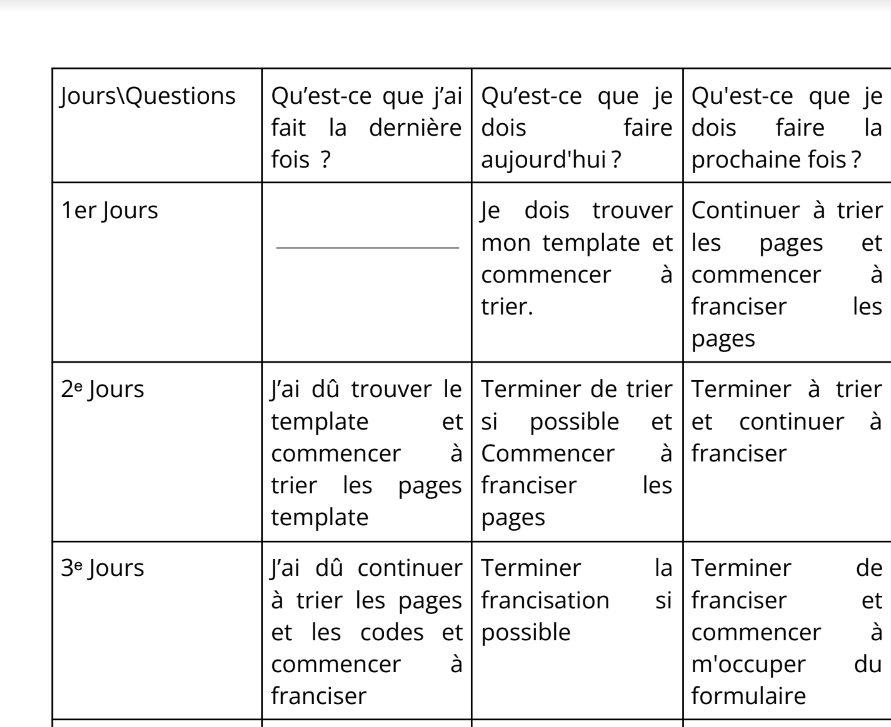 Jours\Questions
Qu’est-ce que j’ai
fait la dernière
fois ?
Qu’est-ce que je
dois faire
aujourd'hui ?
Qu'est-ce que je
dois faire la
prochaine fois ?
1er Jours
Je dois trouver
mon template et
commencer à
trier.
Continuer à trier
les pages et
commencer à
franciser les
pages
2ᵉ Jours
J’ai dû trouver le
template et
commencer à
trier les pages
template
Terminer de trier
si possible et
Commencer à
franciser les
pages
Terminer à trier
et continuer à
franciser
3ᵉ Jours
J’ai dû continuer
à trier les pages
et les codes et
commencer à
franciser
Terminer la
francisation si
possible
Terminer de
franciser et
commencer à
m'occuper du
formulaire